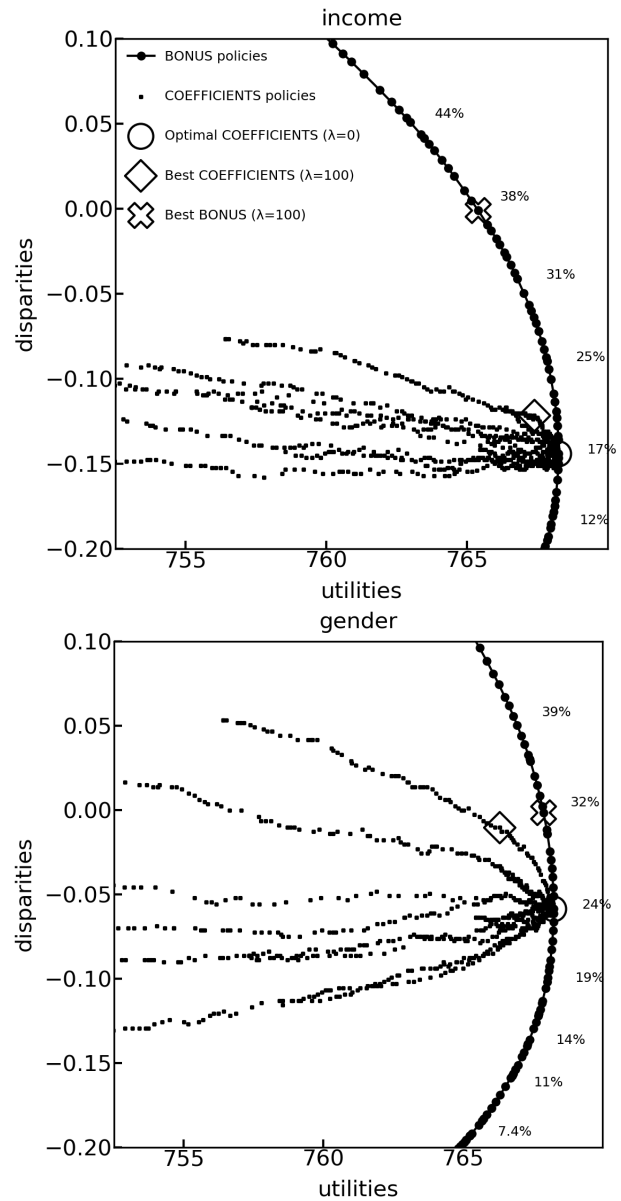 income
0.10
BONUS policies
COEFFICIENTS policies
44%
0.05
Optimal COEFFICIENTS (λ=0)
Best COEFFICIENTS (λ=100)
38%
0.00
Best BONUS (λ=100)
disparities
31%
−0.05
25%
−0.10
17%
−0.15
12%
−0.20
755 760 765
utilities
gender
0.10
39%
0.05
32%
0.00
disparities
−0.05
24%
19%
−0.10
14%
−0.15
11%
7.4%
−0.20
755 760 765
utilities